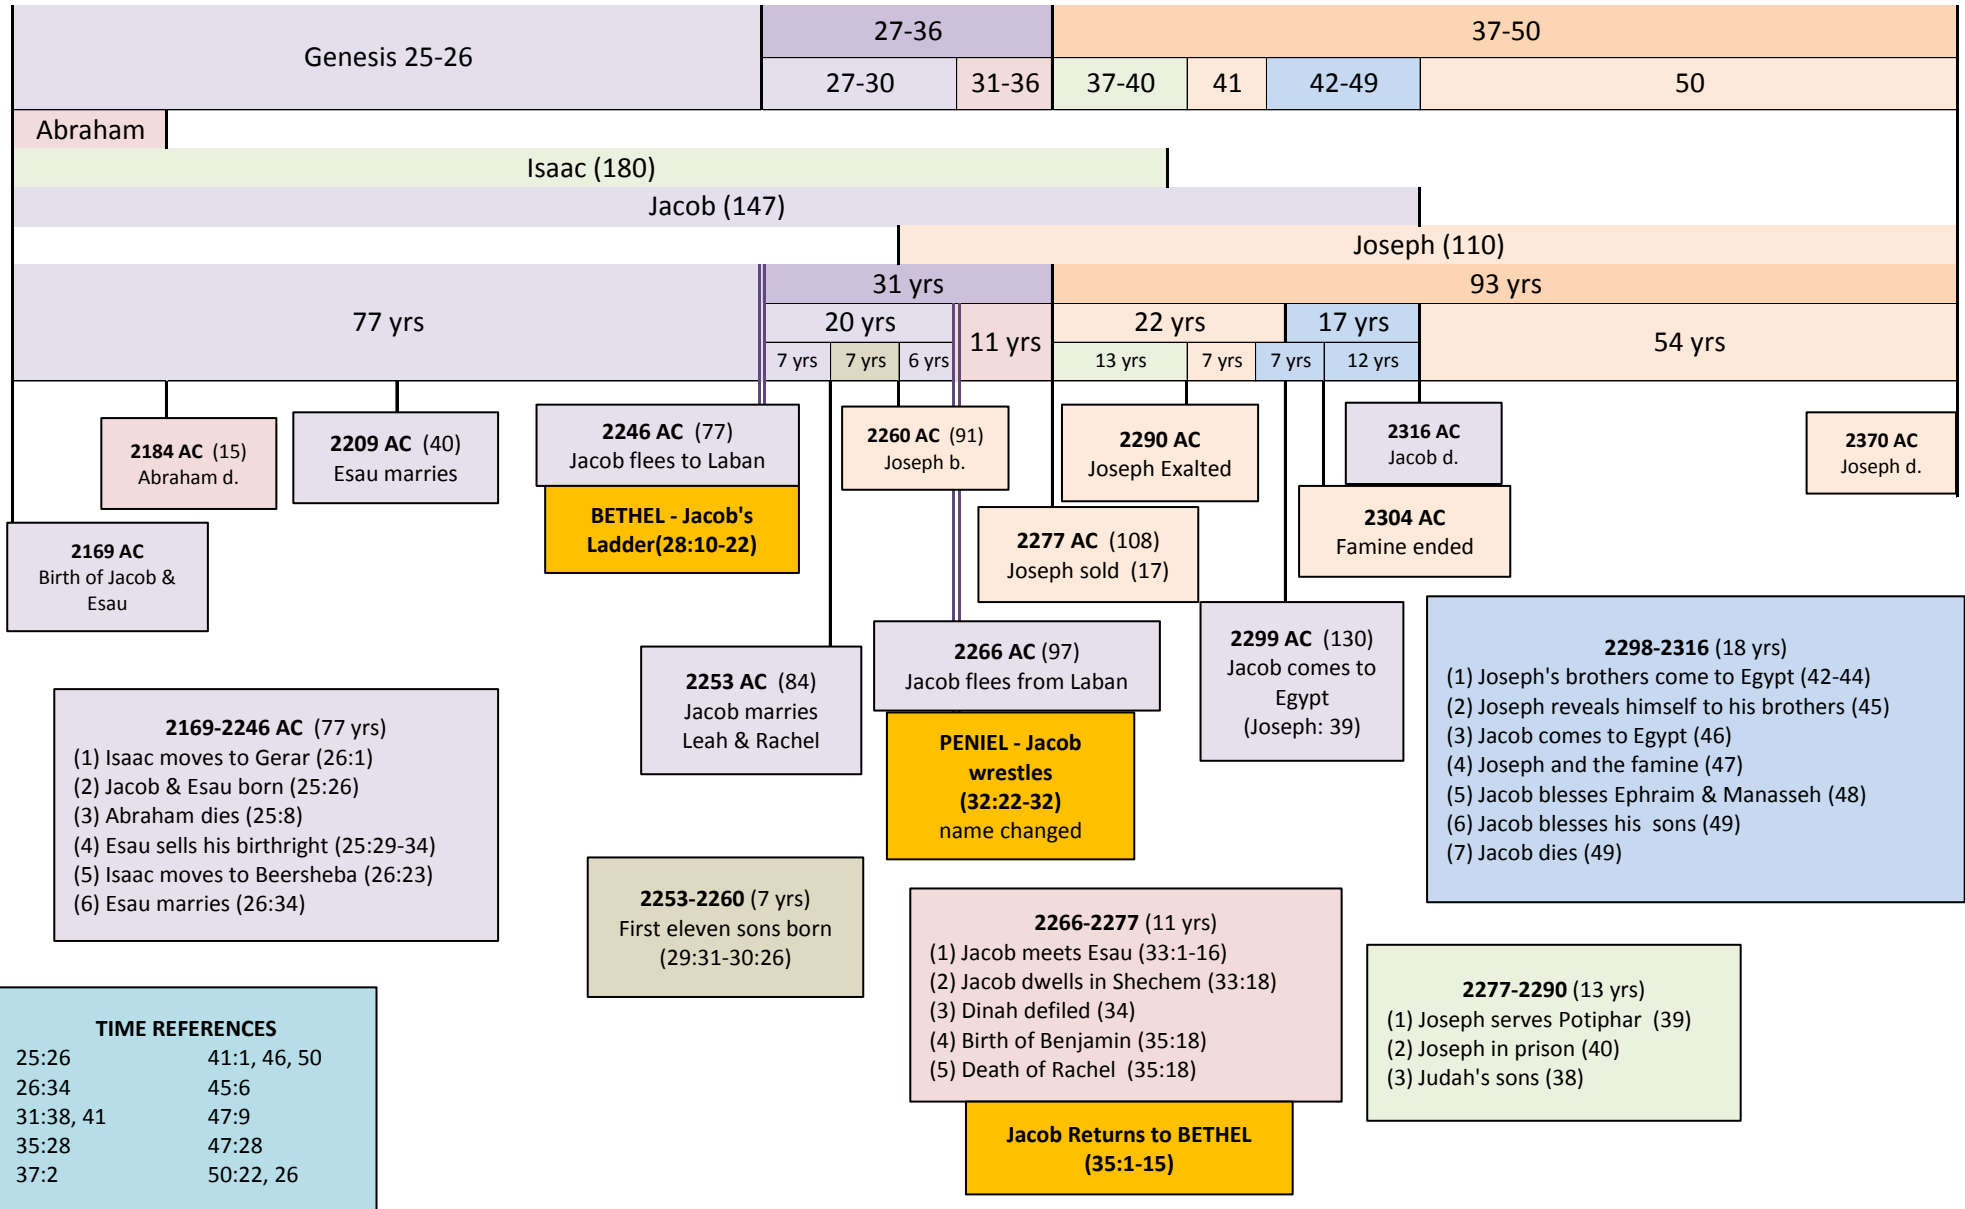 Genesis 25-26
27-36
37-50
27-30
31-36
37-40
41
42-49
50
Abraham
Isaac (180)
Jacob (147)
Joseph (110)
77 yrs
31 yrs
93 yrs
20 yrs
11 yrs
22 yrs
17 yrs
54 yrs
7 yrs
7 yrs
6 yrs
13 yrs
7 yrs
7 yrs
12 yrs
2184 AC (15)
Abraham d.
2209 AC (40)
Esau marries
2246 AC (77)
Jacob flees to Laban
BETHEL - Jacob's
Ladder(28:10-22)
2260 AC (91)
Joseph b.
2290 AC
Joseph Exalted
2316 AC
Jacob d.
2370 AC
Joseph d.
2169 AC
Birth of Jacob &
Esau
2277 AC (108)
Joseph sold (17)
2304 AC
Famine ended
2253 AC (84)
Jacob marries
Leah & Rachel
2266 AC (97)
Jacob flees from Laban
PENIEL - Jacob
wrestles
(32:22-32)
name changed
2299 AC (130)
Jacob comes to
Egypt
(Joseph: 39)
2298-2316 (18 yrs)
(1) Joseph's brothers come to Egypt (42-44)
(2) Joseph reveals himself to his brothers (45)
(3) Jacob comes to Egypt (46)
(4) Joseph and the famine (47)
(5) Jacob blesses Ephraim & Manasseh (48)
(6) Jacob blesses his sons (49)
(7) Jacob dies (49)
2169-2246 AC (77 yrs)
(1) Isaac moves to Gerar (26:1)
(2) Jacob & Esau born (25:26)
(3) Abraham dies (25:8)
(4) Esau sells his birthright (25:29-34)
(5) Isaac moves to Beersheba (26:23)
(6) Esau marries (26:34)
2253-2260 (7 yrs)
First eleven sons born
(29:31-30:26)
2266-2277 (11 yrs)
(1) Jacob meets Esau (33:1-16)
(2) Jacob dwells in Shechem (33:18)
(3) Dinah defiled (34)
(4) Birth of Benjamin (35:18)
(5) Death of Rachel (35:18)
Jacob Returns to BETHEL
(35:1-15)
2277-2290 (13 yrs)
(1) Joseph serves Potiphar (39)
(2) Joseph in prison (40)
(3) Judah's sons (38)
TIME REFERENCES
25:26 41:1, 46, 50
26:34 45:6
31:38, 41 47:9
35:28 47:28
37:2 50:22, 26